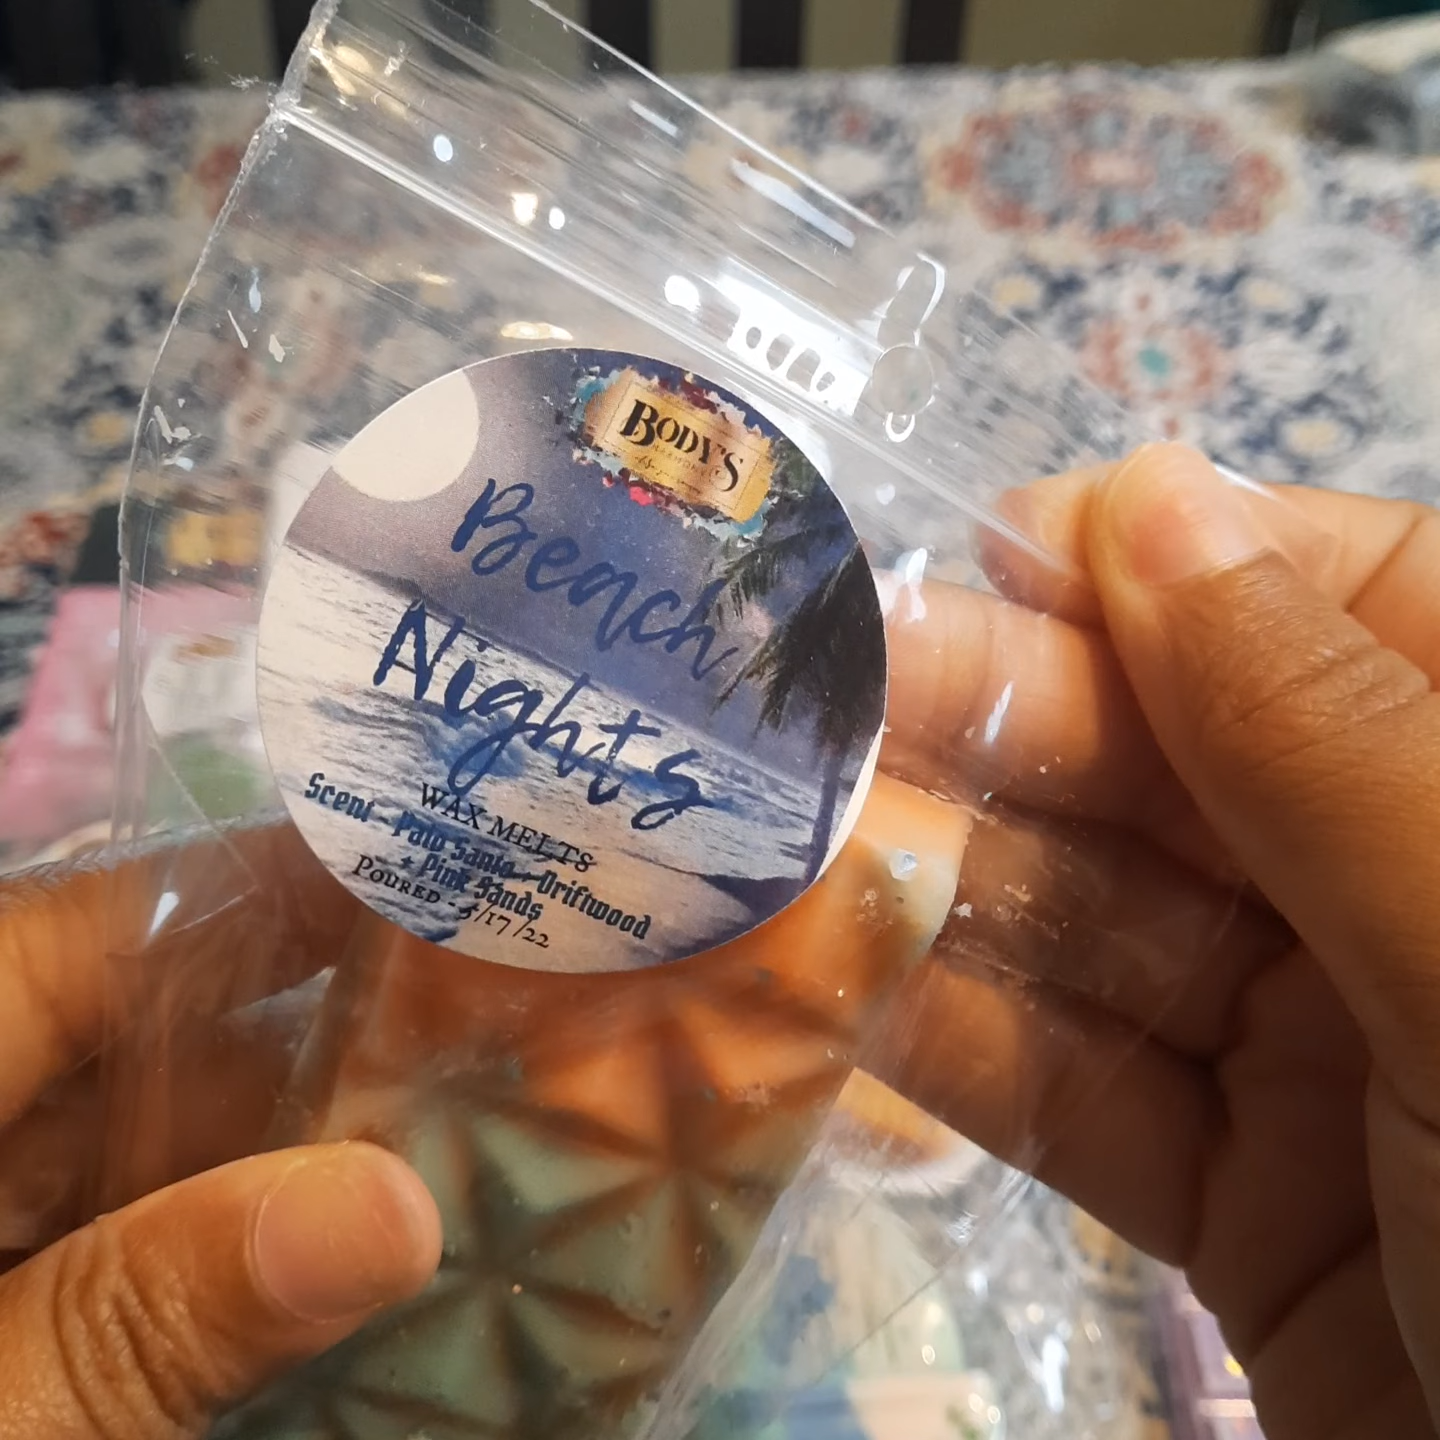 BODY'S
Beach
Nights
WAX MELTS
Scent - Palo Santo, Driftwood
+ Pink Sands
POURED - 5/17/22